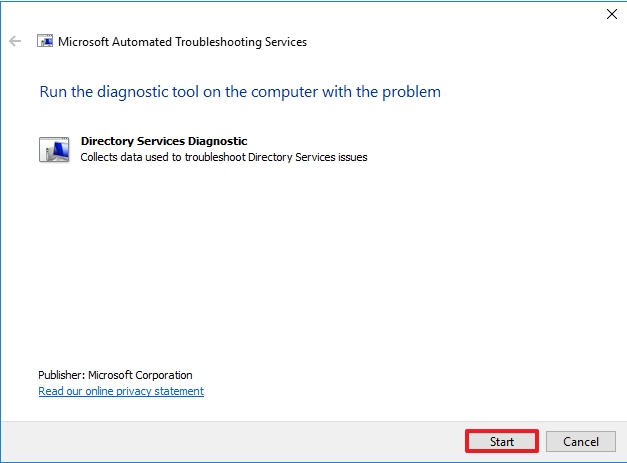 Microsoft Automated Troubleshooting Services
Run the diagnostic tool on the computer with the problem
Directory Services Diagnostic
Collects data used to troubleshoot Directory Services issues
Publisher: Microsoft Corporation
Read our online privacy statement
Start Cancel